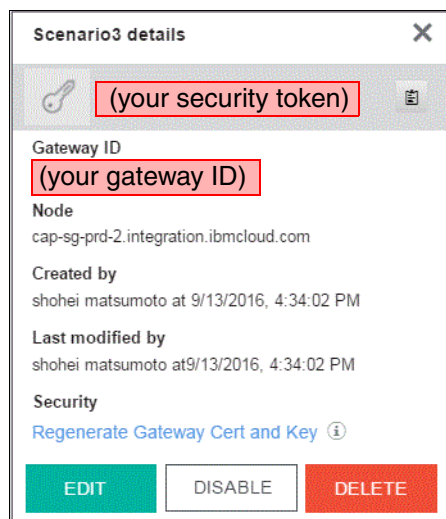 Scenario3 details
(your security token)
Gateway ID
(your gateway ID)
Node
cap-sg-prd-2.integration.ibmcloud.com
Created by
shohei matsumoto at 9/13/2016, 4:34:02 PM
Last modified by
shohei matsumoto at9/13/2016, 4:34:02 PM
Security
Regenerate Gateway Cert and Key
EDIT DISABLE DELETE